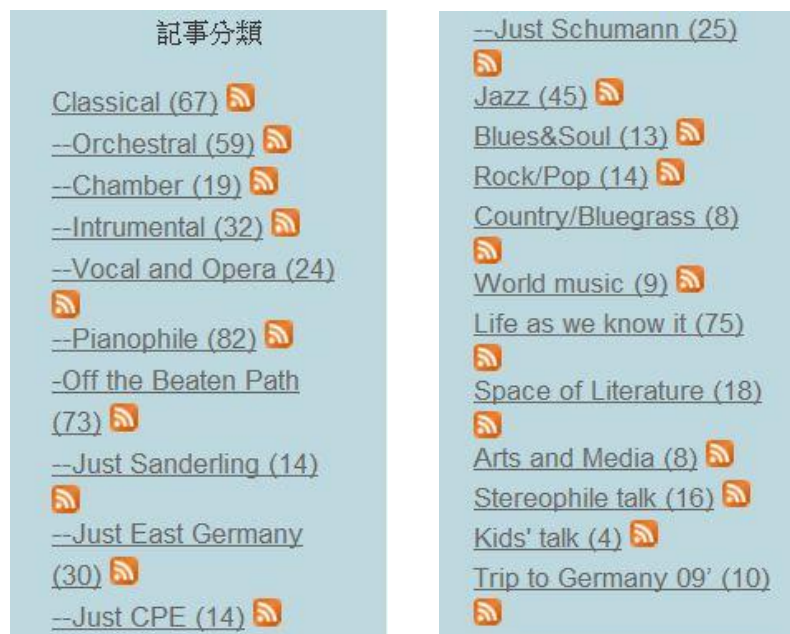 記事分類
Classical (67)
--Orchestral (59)
--Chamber (19)
--Intrumental (32)
--Vocal and Opera (24)
--Pianophile (82)
-Off the Beaten Path
(73)
--Just Sanderling (14)
--Just East Germany
(30)
--Just CPE (14)
--Just Schumann (25)
Jazz (45)
Blues&Soul (13)
Rock/Pop (14)
Country/Bluegrass (8)
World music (9)
Life as we know it (75)
Space of Literature (18)
Arts and Media (8)
Stereophile talk (16)
Kids' talk (4)
Trip to Germany 09’ (10)